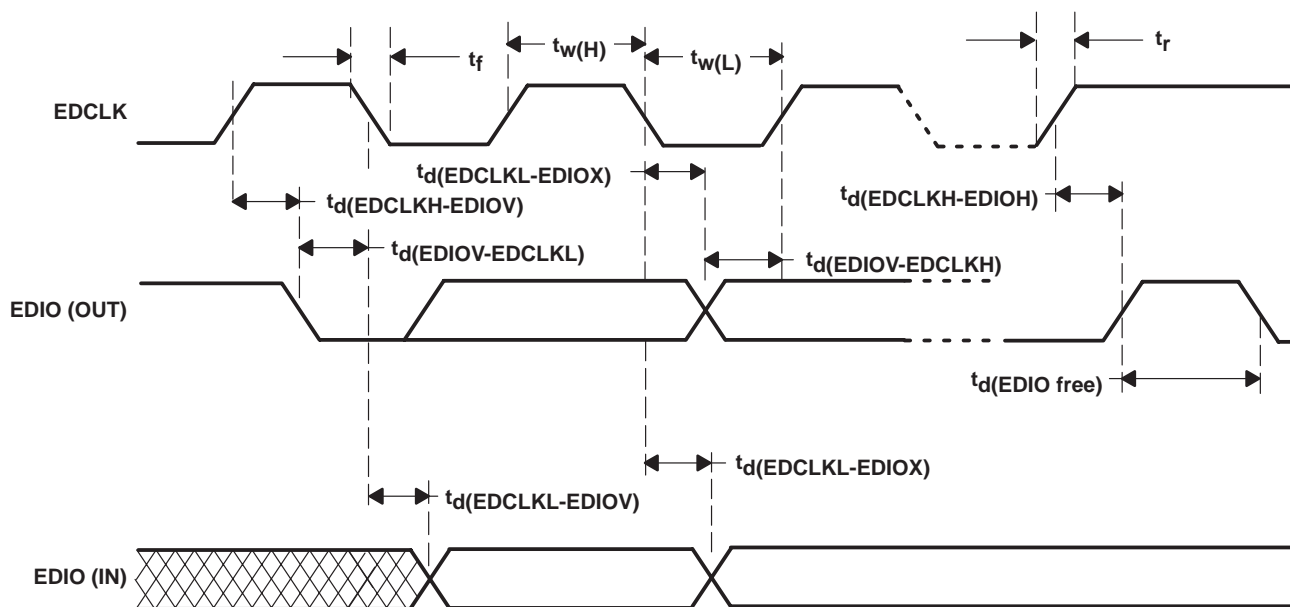 tf
tw(H)
tw(L)
tr
EDCLK
td(EDCLKL-EDIOX)
td(EDCLKH-EDIOV)
td(EDCLKH-EDIOH)
td(EDIOV-EDCLKL)
td(EDIOV-EDCLKH)
EDIO (OUT)
td(EDIO free)
td(EDCLKL-EDIOX)
td(EDCLKL-EDIOV)
EDIO (IN)